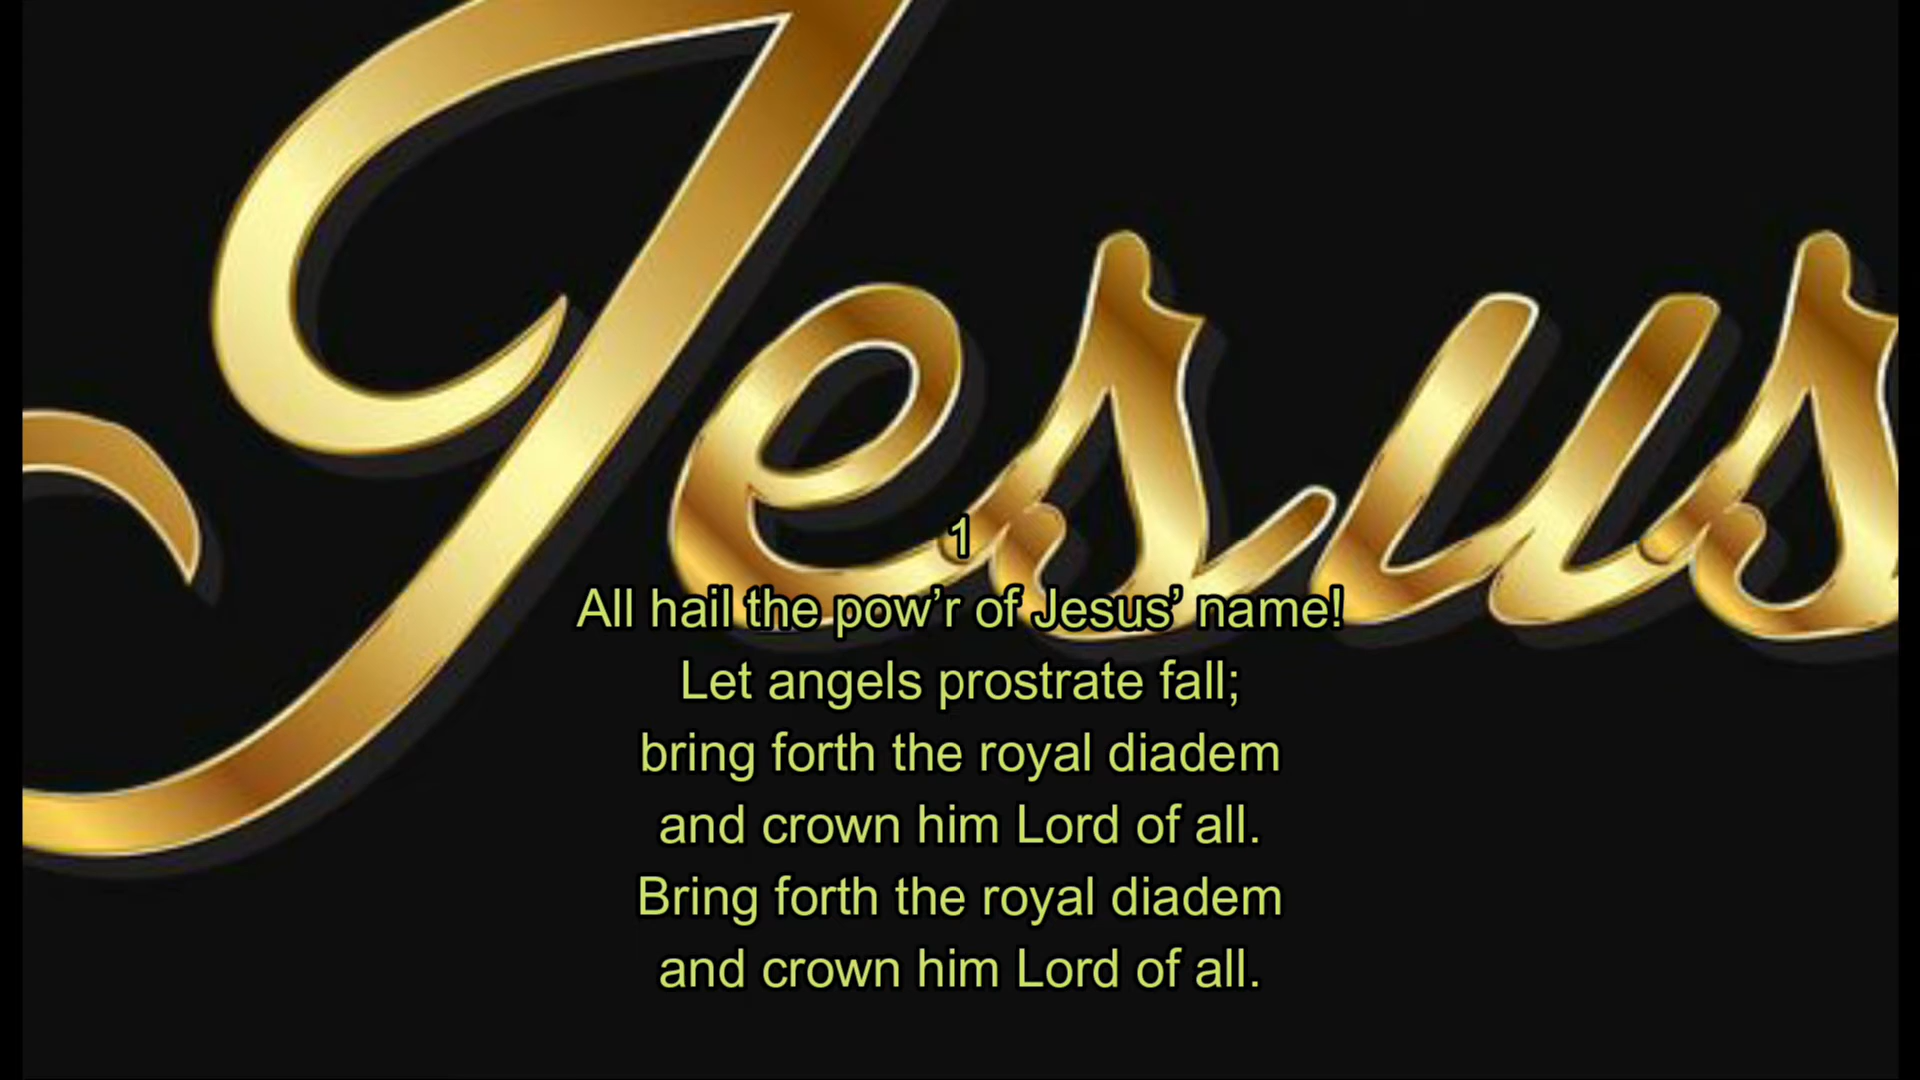 Jesus
1
All hail the pow’r of Jesus’ name!
Let angels prostrate fall;
bring forth the royal diadem
and crown him Lord of all.
Bring forth the royal diadem
and crown him Lord of all.